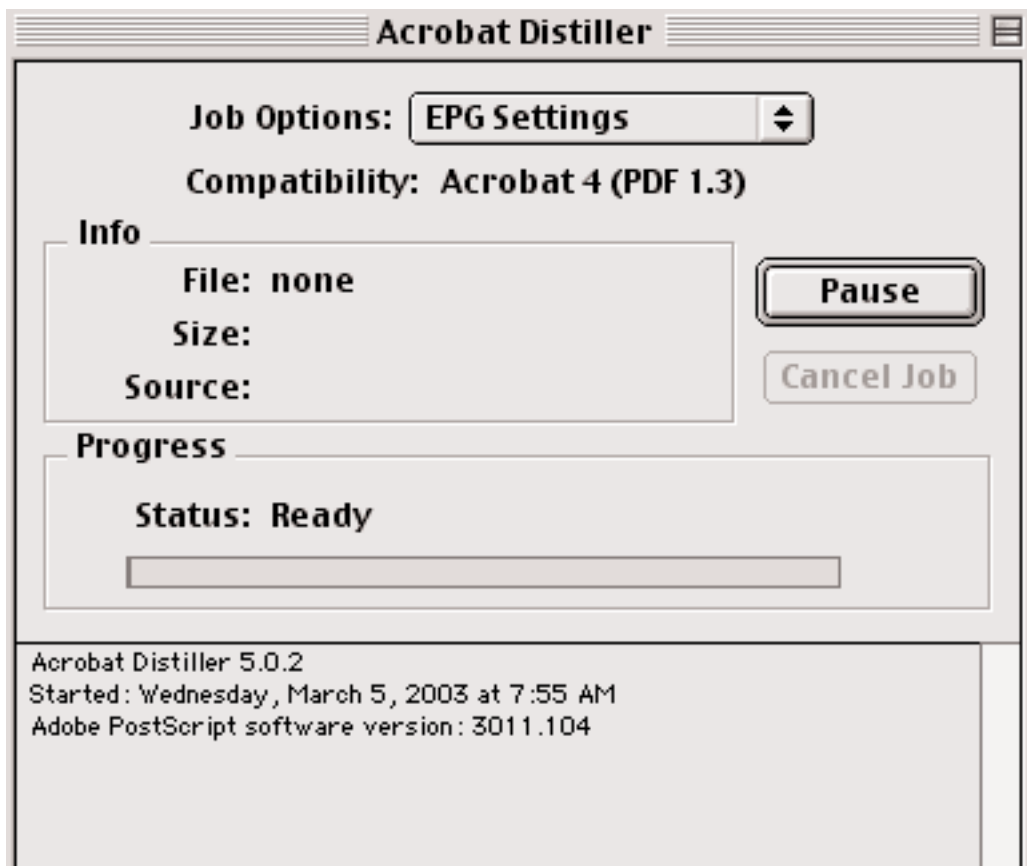 Acrobat Distiller
Job Options: EPG Settings
Compatibility: Acrobat 4 (PDF 1.3)
Info
File: none
Size:
Source:
Pause
Cancel Job
Progress
Status: Ready
Acrobat Distiller 5.0.2
Started: Wednesday, March 5, 2003 at 7:55 AM
Adobe PostScript software version: 3011.104